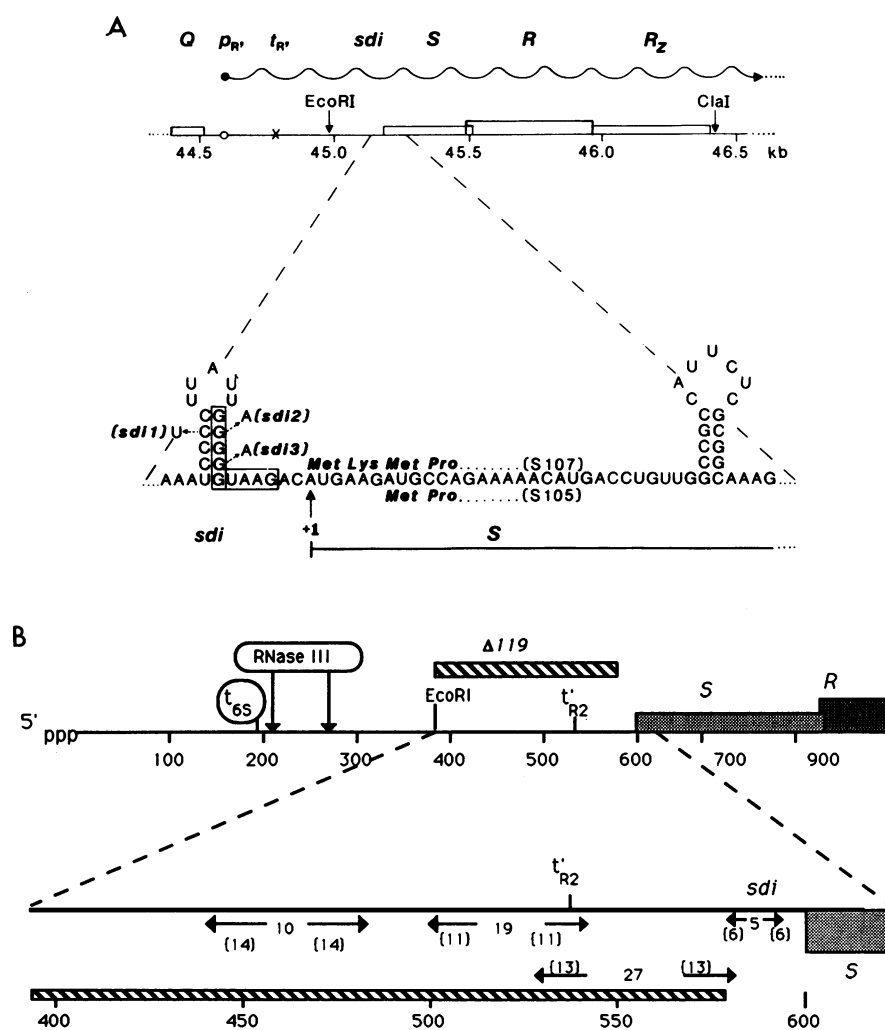 A
Q pR' tR' sdi S R RZ
EcoRI ClaI
44.5 45.0 45.5 46.0 46.5 kb
A
U U
U U
C G A (sdi2)
(sdi1) U C G
C G A (sdi3)
C G
U U C U C
A C G
C G
G C
C G
Met Lys Met Pro........(S107)
....AAAUGUAAGACAUGAAGAUGCCAGAAAAACAUGACCUGUUGGCAAAG....
Met Pro........(S105)
sdi +1 S
B
Δ119
RNase III
t6S EcoRI t'R2 S R
5' ppp
100 200 300 400 500 600 700 900
t'R2 sdi
10 19 5
(14) (14) (11) (11) (6) (6)
(13) 27 (13) S
400 450 500 550 600